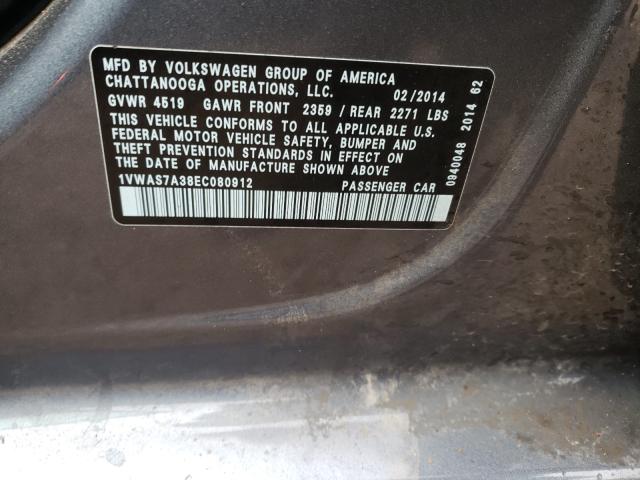 MFD BY VOLKSWAGEN GROUP OF AMERICA
CHATTANOOGA OPERATIONS, LLC. 02/2014
GVWR 4519 GAWR FRONT 2359 / REAR 2271 LBS
THIS VEHICLE CONFORMS TO ALL APPLICABLE U.S.
FEDERAL MOTOR VEHICLE SAFETY, BUMPER AND
THEFT PREVENTION STANDARDS IN EFFECT ON
DATE OF MANUFACTURE SHOWN ABOVE
1VWAS7A38EC080912 PASSENGER CAR
0940048 2014 62